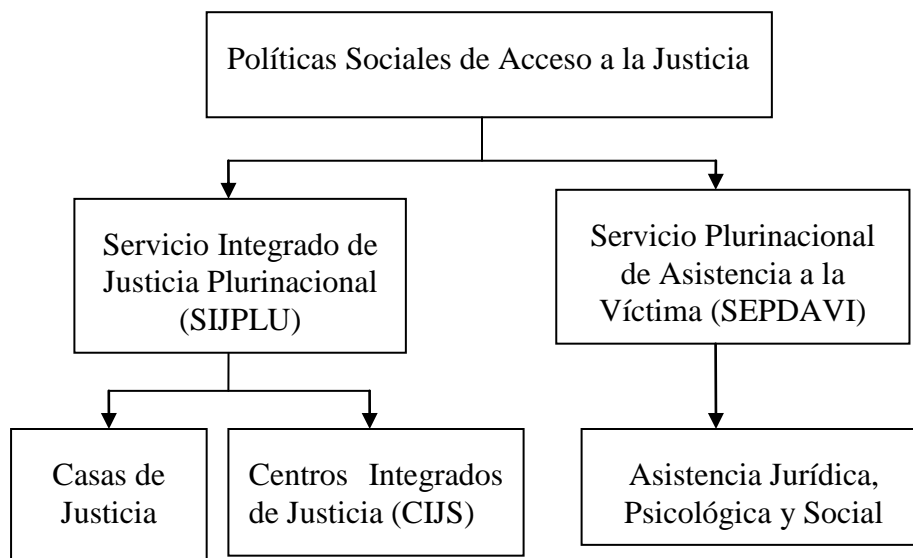 Políticas Sociales de Acceso a la Justicia
Servicio Integrado de
Justicia Plurinacional
(SIJPLU)
Servicio Plurinacional
de Asistencia a la
Víctima (SEPDAVI)
Casas de
Justicia
Centros Integrados
de Justicia (CIJS)
Asistencia Jurídica,
Psicológica y Social